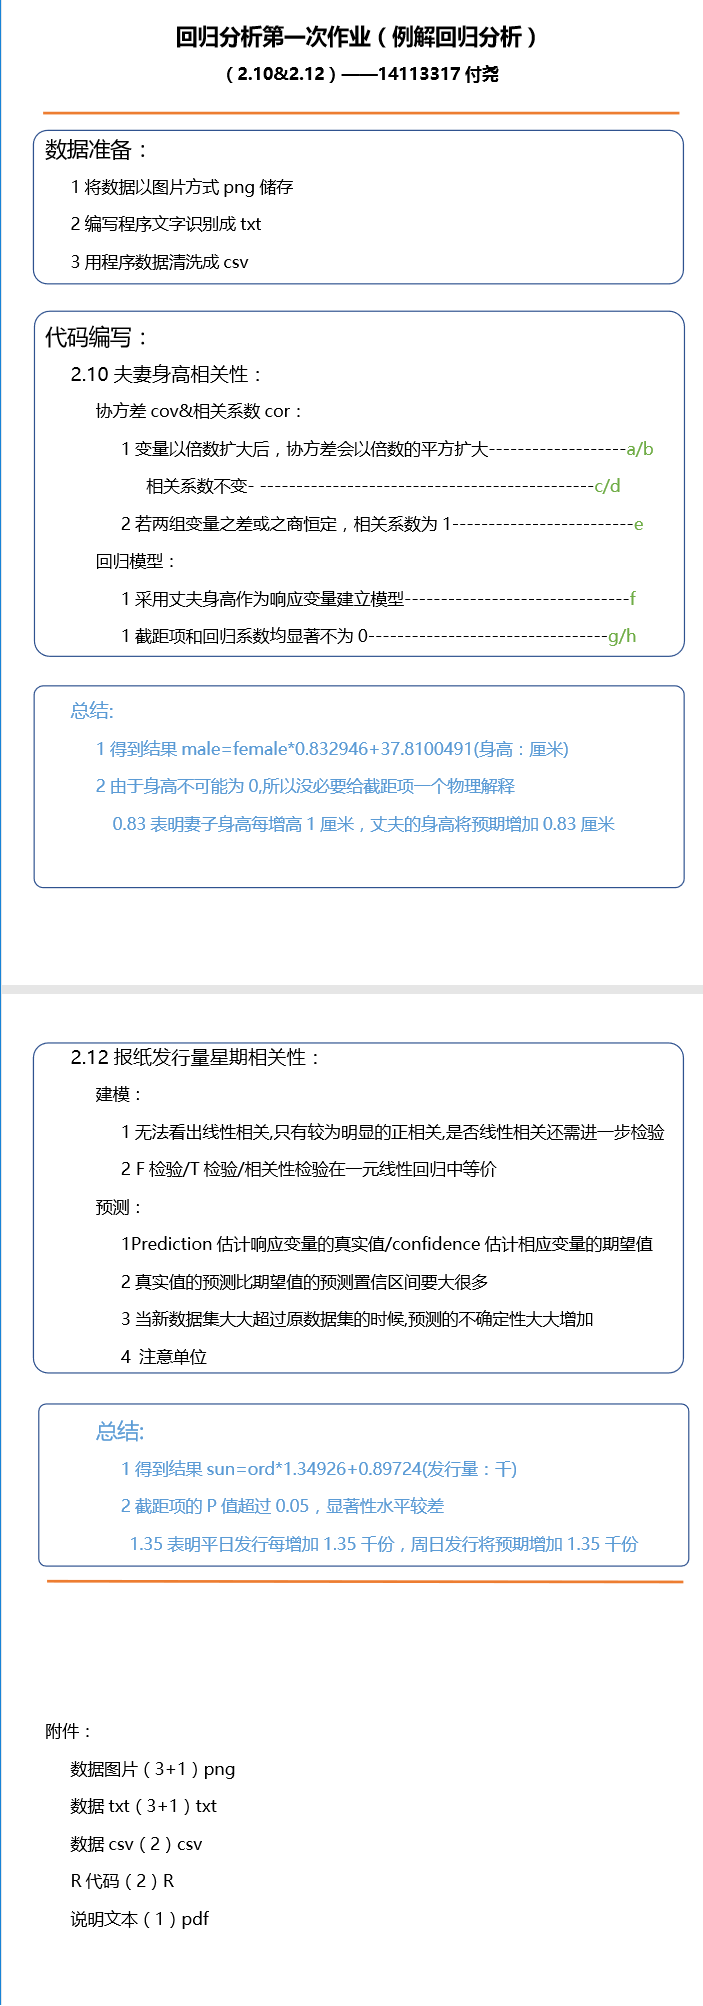 回归分析第一次作业（例解回归分析）
（2.10&2.12）——14113317 付尧
数据准备：
1 将数据以图片方式 png 储存
2 编写程序文字识别成 txt
3 用程序数据清洗成 csv
代码编写：
2.10 夫妻身高相关性：
协方差 cov&相关系数 cor：
1 变量以倍数扩大后，协方差会以倍数的平方扩大-------------------a/b
相关系数不变- ----------------------------------------------c/d
2 若两组变量之差或之商恒定，相关系数为 1-------------------------e
回归模型：
1 采用丈夫身高作为响应变量建立模型-------------------------------f
1 截距项和回归系数均显著不为 0---------------------------------g/h
总结:
1 得到结果 male=female*0.832946+37.8100491(身高：厘米)
2 由于身高不可能为 0,所以没必要给截距项一个物理解释
0.83 表明妻子身高每增高 1 厘米，丈夫的身高将预期增加 0.83 厘米
2.12 报纸发行量星期相关性：
建模：
1 无法看出线性相关,只有较为明显的正相关,是否线性相关还需进一步检验
2 F 检验/T 检验/相关性检验在一元线性回归中等价
预测：
1Prediction 估计响应变量的真实值/confidence 估计相应变量的期望值
2 真实值的预测比期望值的预测置信区间要大很多
3 当新数据集大大超过原数据集的时候,预测的不确定性大大增加
4 注意单位
总结:
1 得到结果 sun=ord*1.34926+0.89724(发行量：千)
2 截距项的 P 值超过 0.05，显著性水平较差
1.35 表明平日发行每增加 1.35 千份，周日发行将预期增加 1.35 千份
附件：
数据图片（3+1）png
数据 txt（3+1）txt
数据 csv（2）csv
R 代码（2）R
说明文本（1）pdf